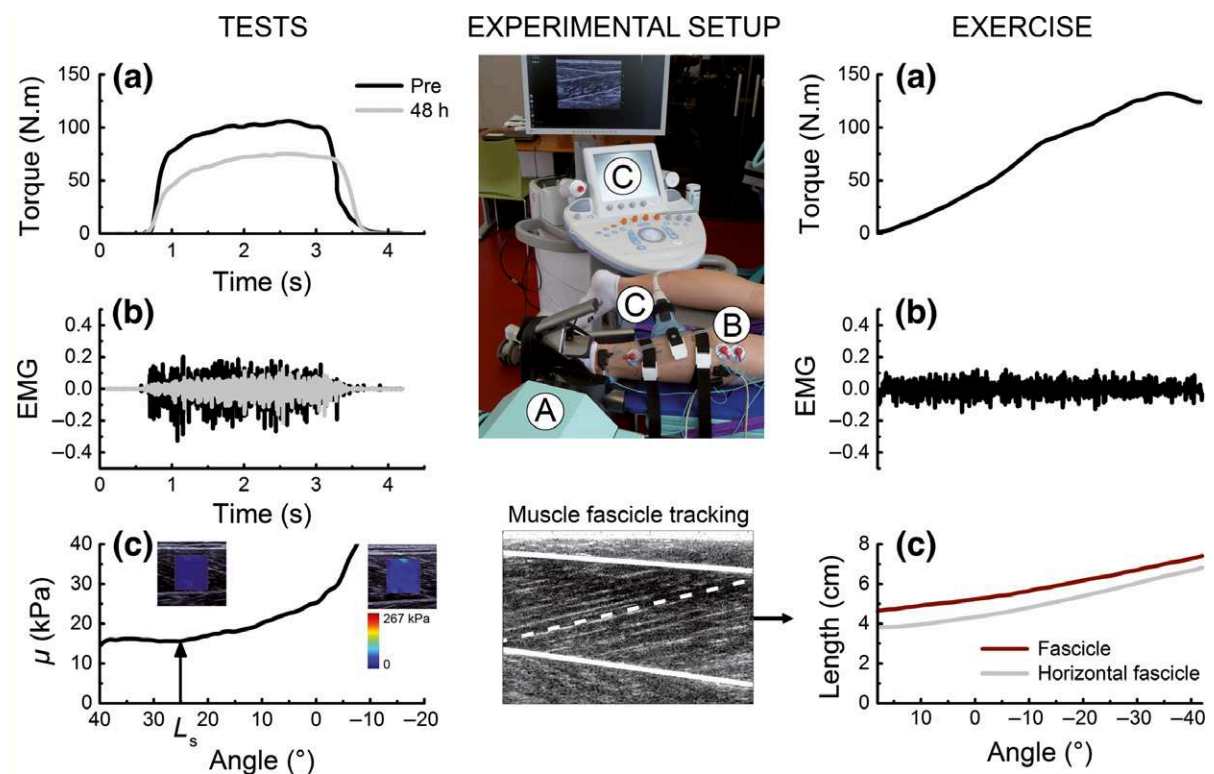 TESTS
(a)
Torque (N.m)
150
100
50
0
Pre
48 h
0
1
2
3
4
5
Time (s)
(b)
EMG
0.4
0.2
0.0
−0.2
−0.4
0
1
2
3
4
5
Time (s)
(c)
μ (kPa)
40
30
20
10
0
267 kPa
0
40
30
20
10
0
−10
−20
Ls
Angle (°)
EXPERIMENTAL SETUP
C
C
B
A
Muscle fascicle tracking
EXERCISE
(a)
Torque (N.m)
150
100
50
0
(b)
EMG
0.4
0.2
0.0
−0.2
−0.4
(c)
Length (cm)
8
6
4
2
0
Fascicle
Horizontal fascicle
10
0
−10
−20
−30
−40
Angle (°)